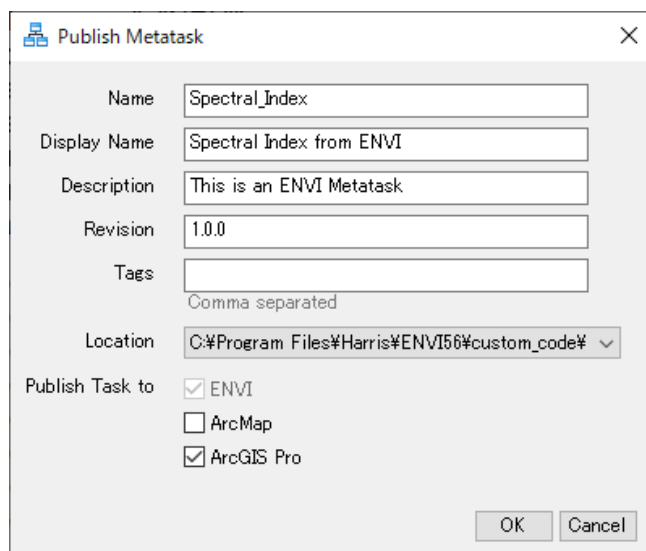 Publish Metatask
Name Spectral_Index
Display Name Spectral Index from ENVI
Description This is an ENVI Metatask
Revision 1.0.0
Tags
Comma separated
Location C:¥Program Files¥Harris¥ENVI56¥custom_code¥
Publish Task to ENVI
ArcMap
ArcGIS Pro
OK Cancel